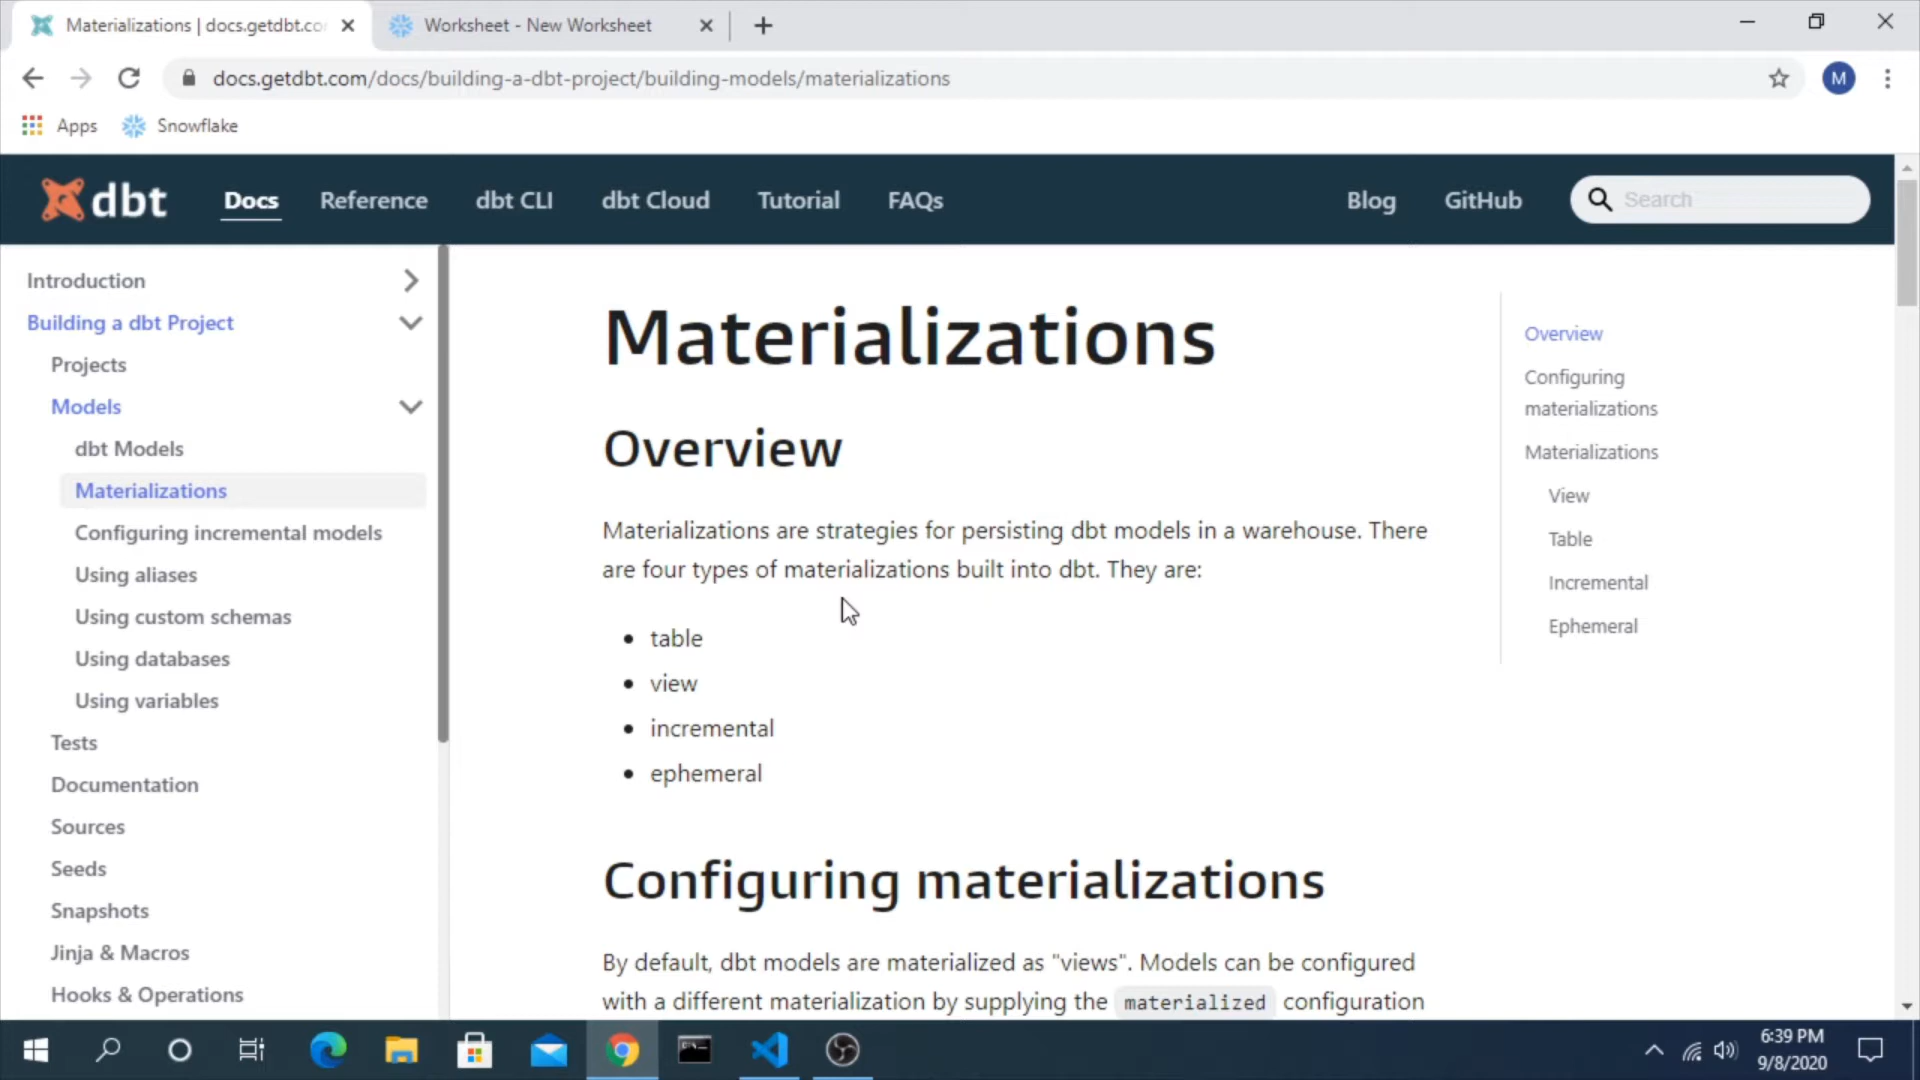 Materializations | docs.getdbt.co
Worksheet - New Worksheet
docs.getdbt.com/docs/building-a-dbt-project/building-models/materializations
M
Apps
Snowflake
dbt
Docs
Reference
dbt CLI
dbt Cloud
Tutorial
FAQs
Blog
GitHub
Search
Introduction
Building a dbt Project
Projects
Models
dbt Models
Materializations
Configuring incremental models
Using aliases
Using custom schemas
Using databases
Using variables
Tests
Documentation
Sources
Seeds
Snapshots
Jinja & Macros
Hooks & Operations
Materializations
Overview
Materializations are strategies for persisting dbt models in a warehouse. There
are four types of materializations built into dbt. They are:
table
view
incremental
ephemeral
Configuring materializations
By default, dbt models are materialized as "views". Models can be configured
with a different materialization by supplying the materialized configuration
Overview
Configuring
materializations
Materializations
View
Table
Incremental
Ephemeral
6:39 PM
9/8/2020